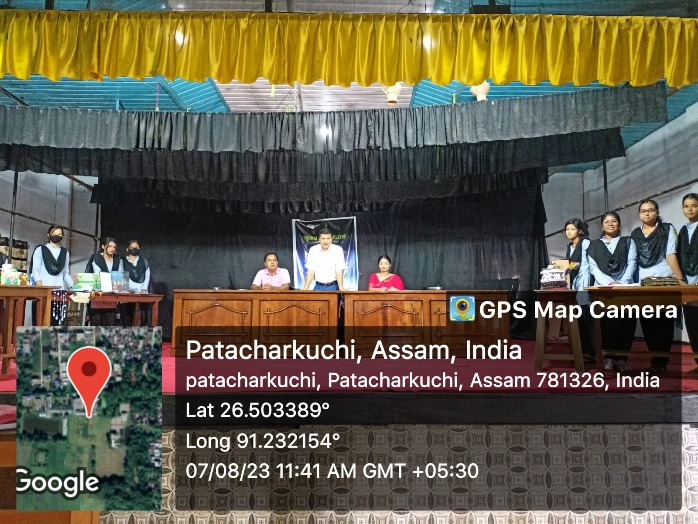 GPS Map Camera
Patacharkuchi, Assam, India
patacharkuchi, Patacharkuchi, Assam 781326, India
Lat 26.503389°
Long 91.232154°
07/08/23 11:41 AM GMT +05:30
Google